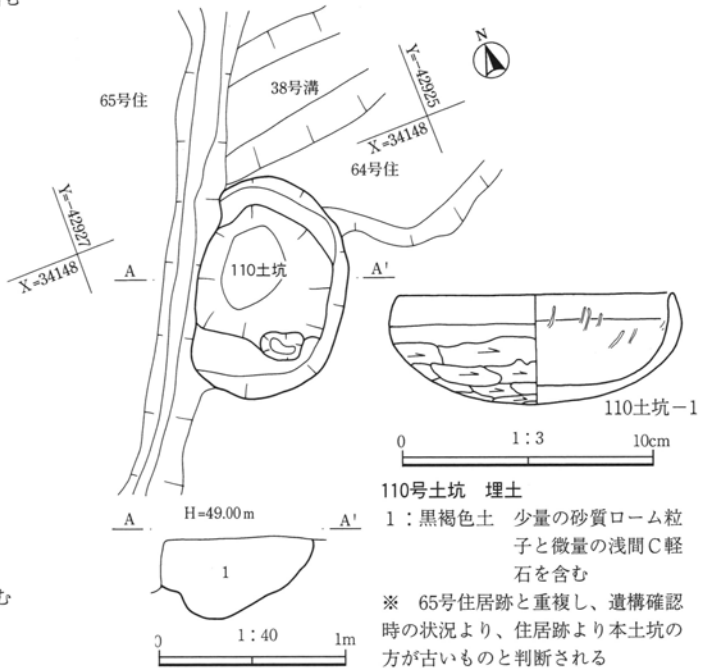 N
65号住
38号溝
Y=-42925
X=34148
64号住
Y=-42927
X=34148
A
110土坑
A'
110土坑－1
0
1：3
10cm
110号土坑　埋土
1：黒褐色土　少量の砂質ローム粒
子と微量の浅間C軽
石を含む
※　65号住居跡と重複し、遺構確認
時の状況より、住居跡より本土坑の
方が古いものと判断される
A
H=49.00m
A'
1
む
0
1：40
1m